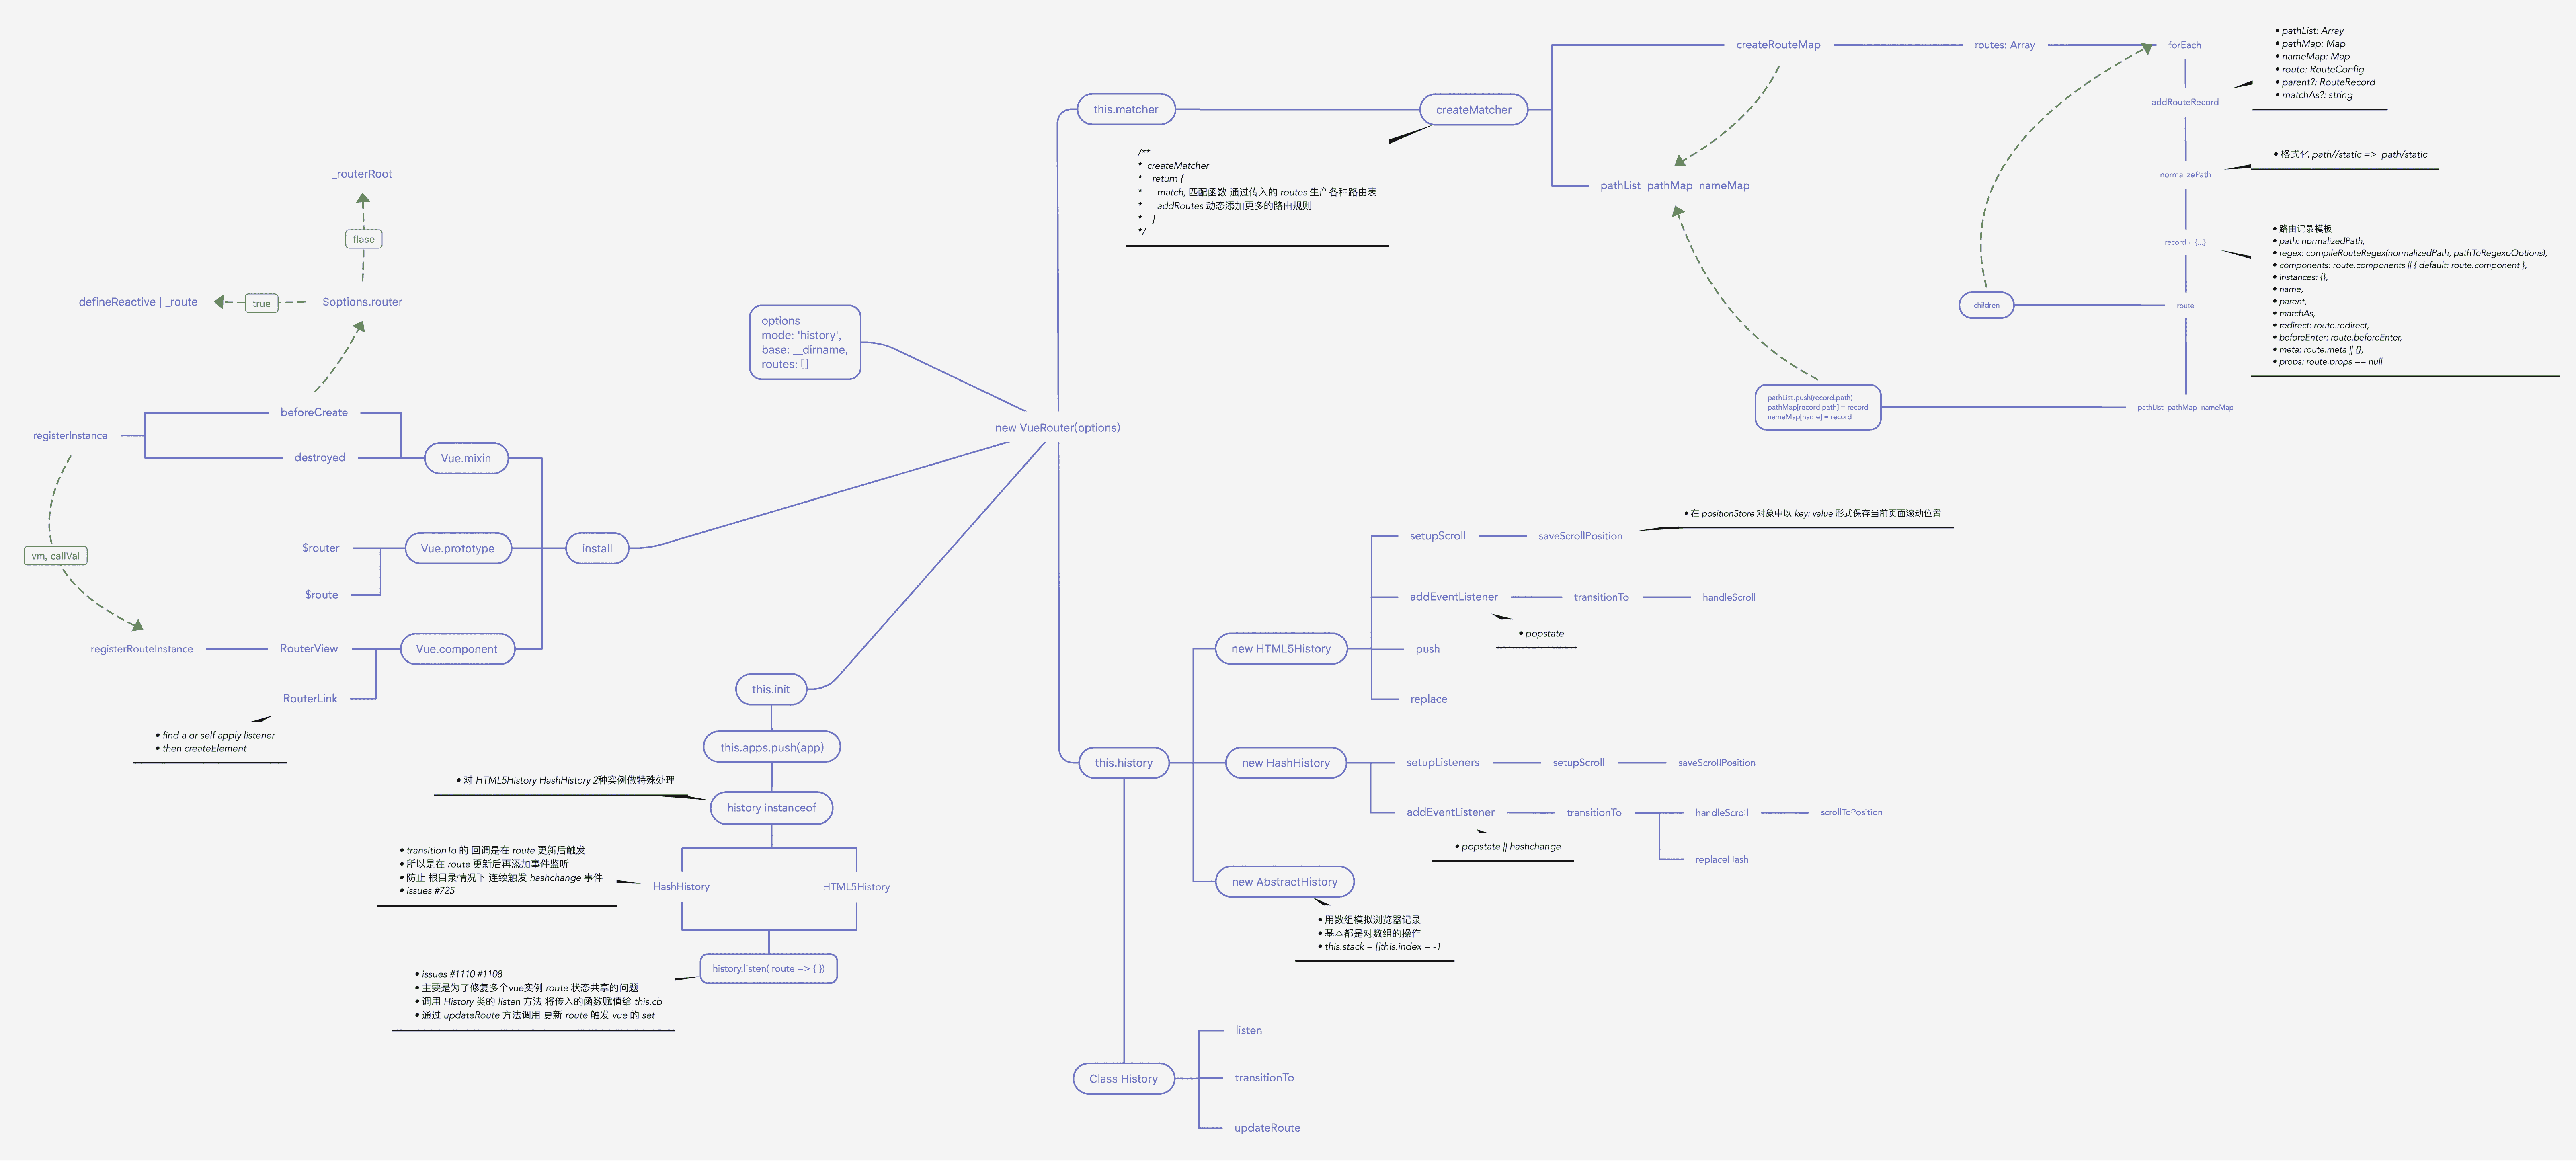 new VueRouter(options)
options
mode: 'history',
base: __dirname,
routes: []
install
Vue.mixin
beforeCreate
destroyed
registerInstance
$options.router
true
defineReactive | _route
flase
_routerRoot
vm, callVal
Vue.prototype
$router
$route
Vue.component
RouterView
registerRouteInstance
RouterLink
• find a or self apply listener
• then createElement
this.init
this.apps.push(app)
history instanceof
• 对 HTML5History HashHistory 2种实例做特殊处理
HashHistory
HTML5History
• transitionTo 的 回调是在 route 更新后触发
• 所以是在 route 更新后再添加事件监听
• 防止 根目录情况下 连续触发 hashchange 事件
• issues #725
history.listen( route => { })
• issues #1110 #1108
• 主要是为了修复多个vue实例 route 状态共享的问题
• 调用 History 类的 listen 方法 将传入的函数赋值给 this.cb
• 通过 updateRoute 方法调用 更新 route 触发 vue 的 set
this.matcher
createMatcher
/**
* createMatcher
* return {
* match, 匹配函数 通过传入的 routes 生产各种路由表
* addRoutes 动态添加更多的路由规则
* }
*/
createRouteMap
routes: Array
forEach
pathList pathMap nameMap
addRouteRecord
• pathList: Array
• pathMap: Map
• nameMap: Map
• route: RouteConfig
• parent?: RouteRecord
• matchAs?: string
normalizePath
• 格式化 path//static => path/static
record = {...}
• 路由记录模板
• path: normalizedPath,
• regex: compileRouteRegex(normalizedPath, pathToRegexpOptions),
• components: route.components || { default: route.component },
• instances: {},
• name,
• parent,
• matchAs,
• redirect: route.redirect,
• beforeEnter: route.beforeEnter,
• meta: route.meta || {},
• props: route.props == null
route
children
pathList pathMap nameMap
pathList.push(record.path)
pathMap[record.path] = record
nameMap[name] = record
this.history
new HTML5History
setupScroll
saveScrollPosition
• 在 positionStore 对象中以 key: value 形式保存当前页面滚动位置
addEventListener
transitionTo
handleScroll
• popstate
push
replace
new HashHistory
setupListeners
setupScroll
saveScrollPosition
addEventListener
transitionTo
handleScroll
scrollToPosition
replaceHash
• popstate || hashchange
new AbstractHistory
• 用数组模拟浏览器记录
• 基本都是对数组的操作
• this.stack = []this.index = -1
Class History
listen
transitionTo
updateRoute